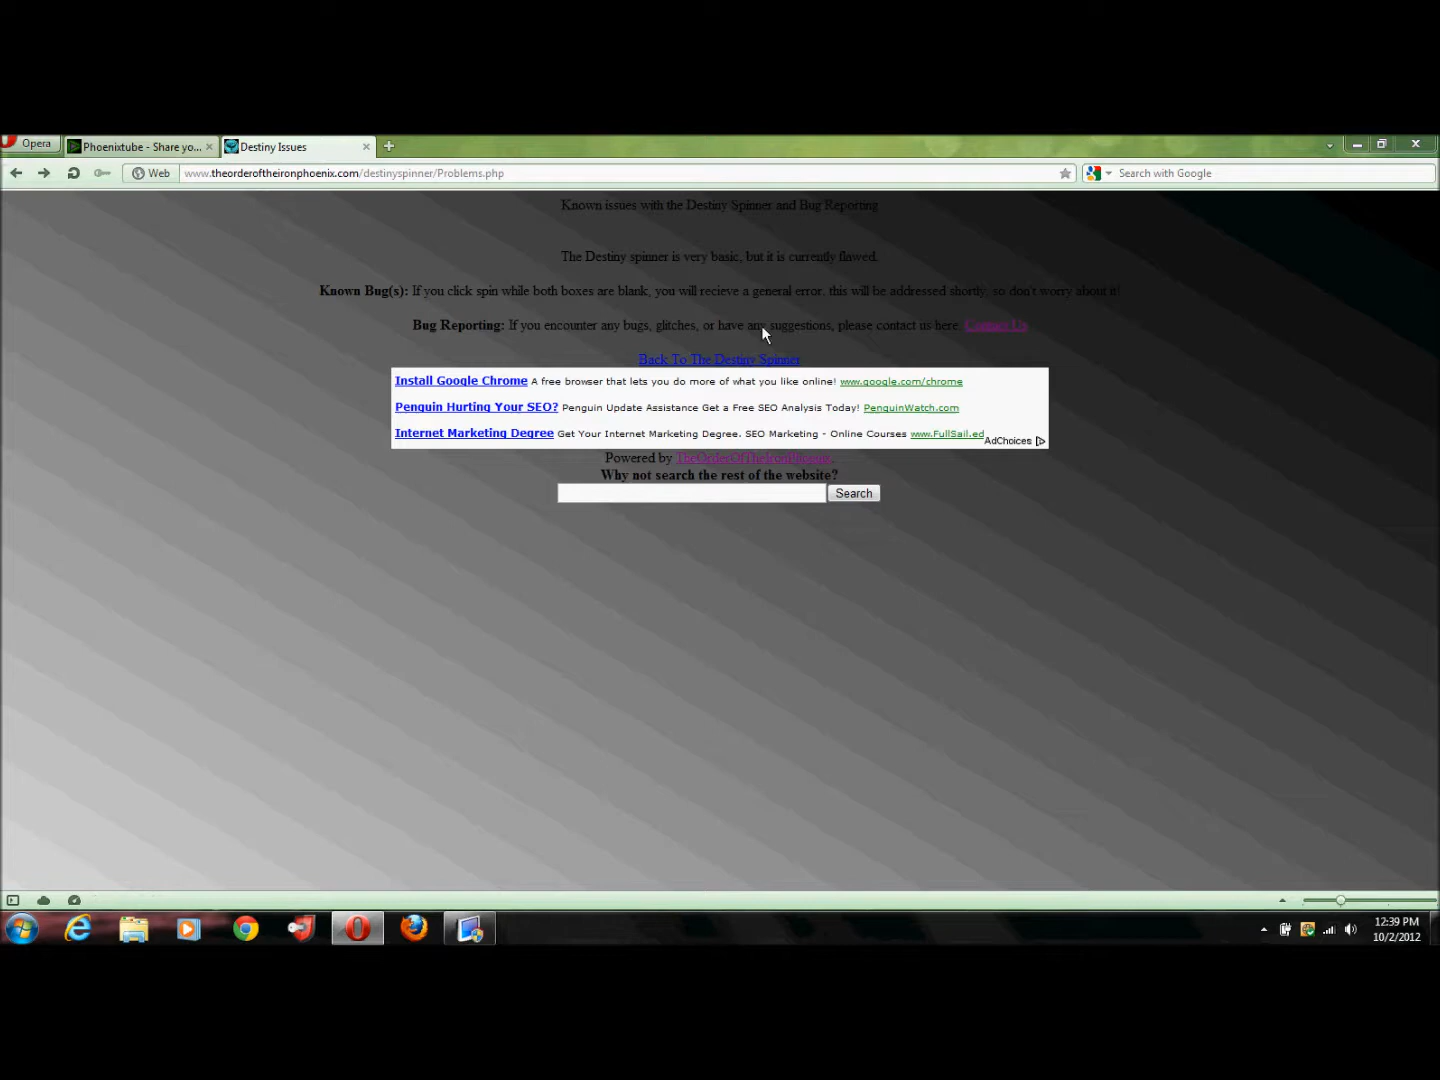 Opera
Phoenixtube - Share yo...
Destiny Issues
Web
www.theorderoftheironphoenix.com/destinyspinner/Problems.php
Search with Google
Known issues with the Destiny Spinner and Bug Reporting
The Destiny spinner is very basic, but it is currently flawed.
Known Bug(s): If you click spin while both boxes are blank, you will recieve a general error. this will be addressed shortly, so don't worry about it!
Bug Reporting: If you encounter any bugs, glitches, or have any suggestions, please contact us here. Contact Us
Back To The Destiny Spinner
Install Google Chrome A free browser that lets you do more of what you like online! www.google.com/chrome
Penguin Hurting Your SEO? Penguin Update Assistance Get a Free SEO Analysis Today! PenguinWatch.com
Internet Marketing Degree Get Your Internet Marketing Degree. SEO Marketing - Online Courses www.FullSail.ed
AdChoices
Powered by TheOrderOfTheIronPhoenix.
Why not search the rest of the website?
Search
12:39 PM
10/2/2012